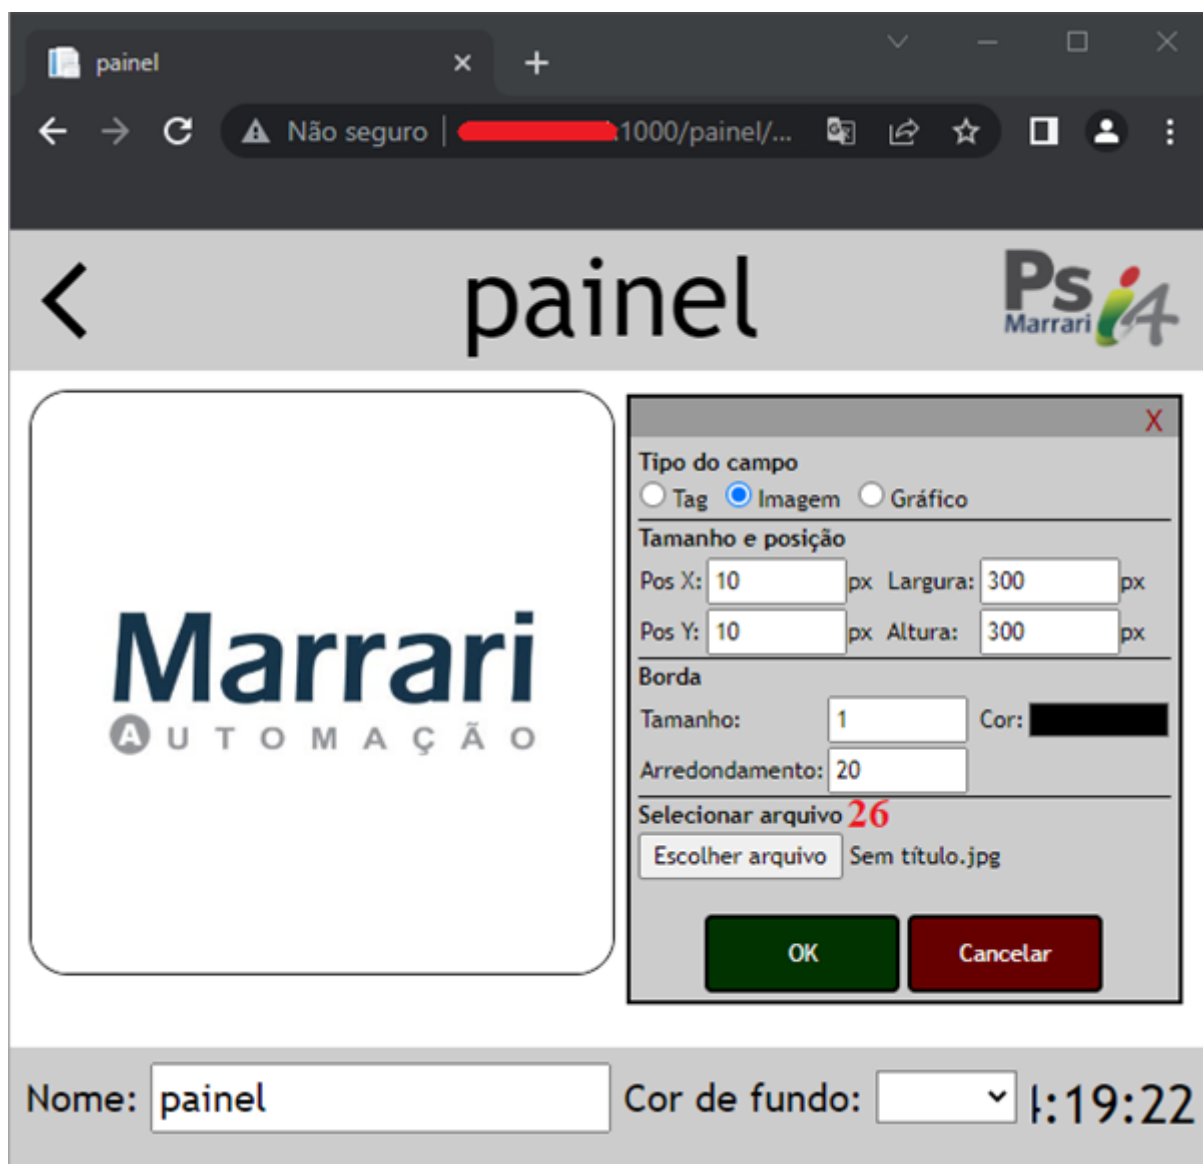 painel
Não seguro
:1000/painel/...
painel
Ps i4
Marrari
Marrari
AUTOMAÇÃO
X
Tipo do campo
Tag Imagem Gráfico
Tamanho e posição
Pos X: 10 px Largura: 300 px
Pos Y: 10 px Altura: 300 px
Borda
Tamanho: 1 Cor:
Arredondamento: 20
Selecionar arquivo 26
Escolher arquivo Sem título.jpg
OK Cancelar
Nome: painel Cor de fundo: :19:22